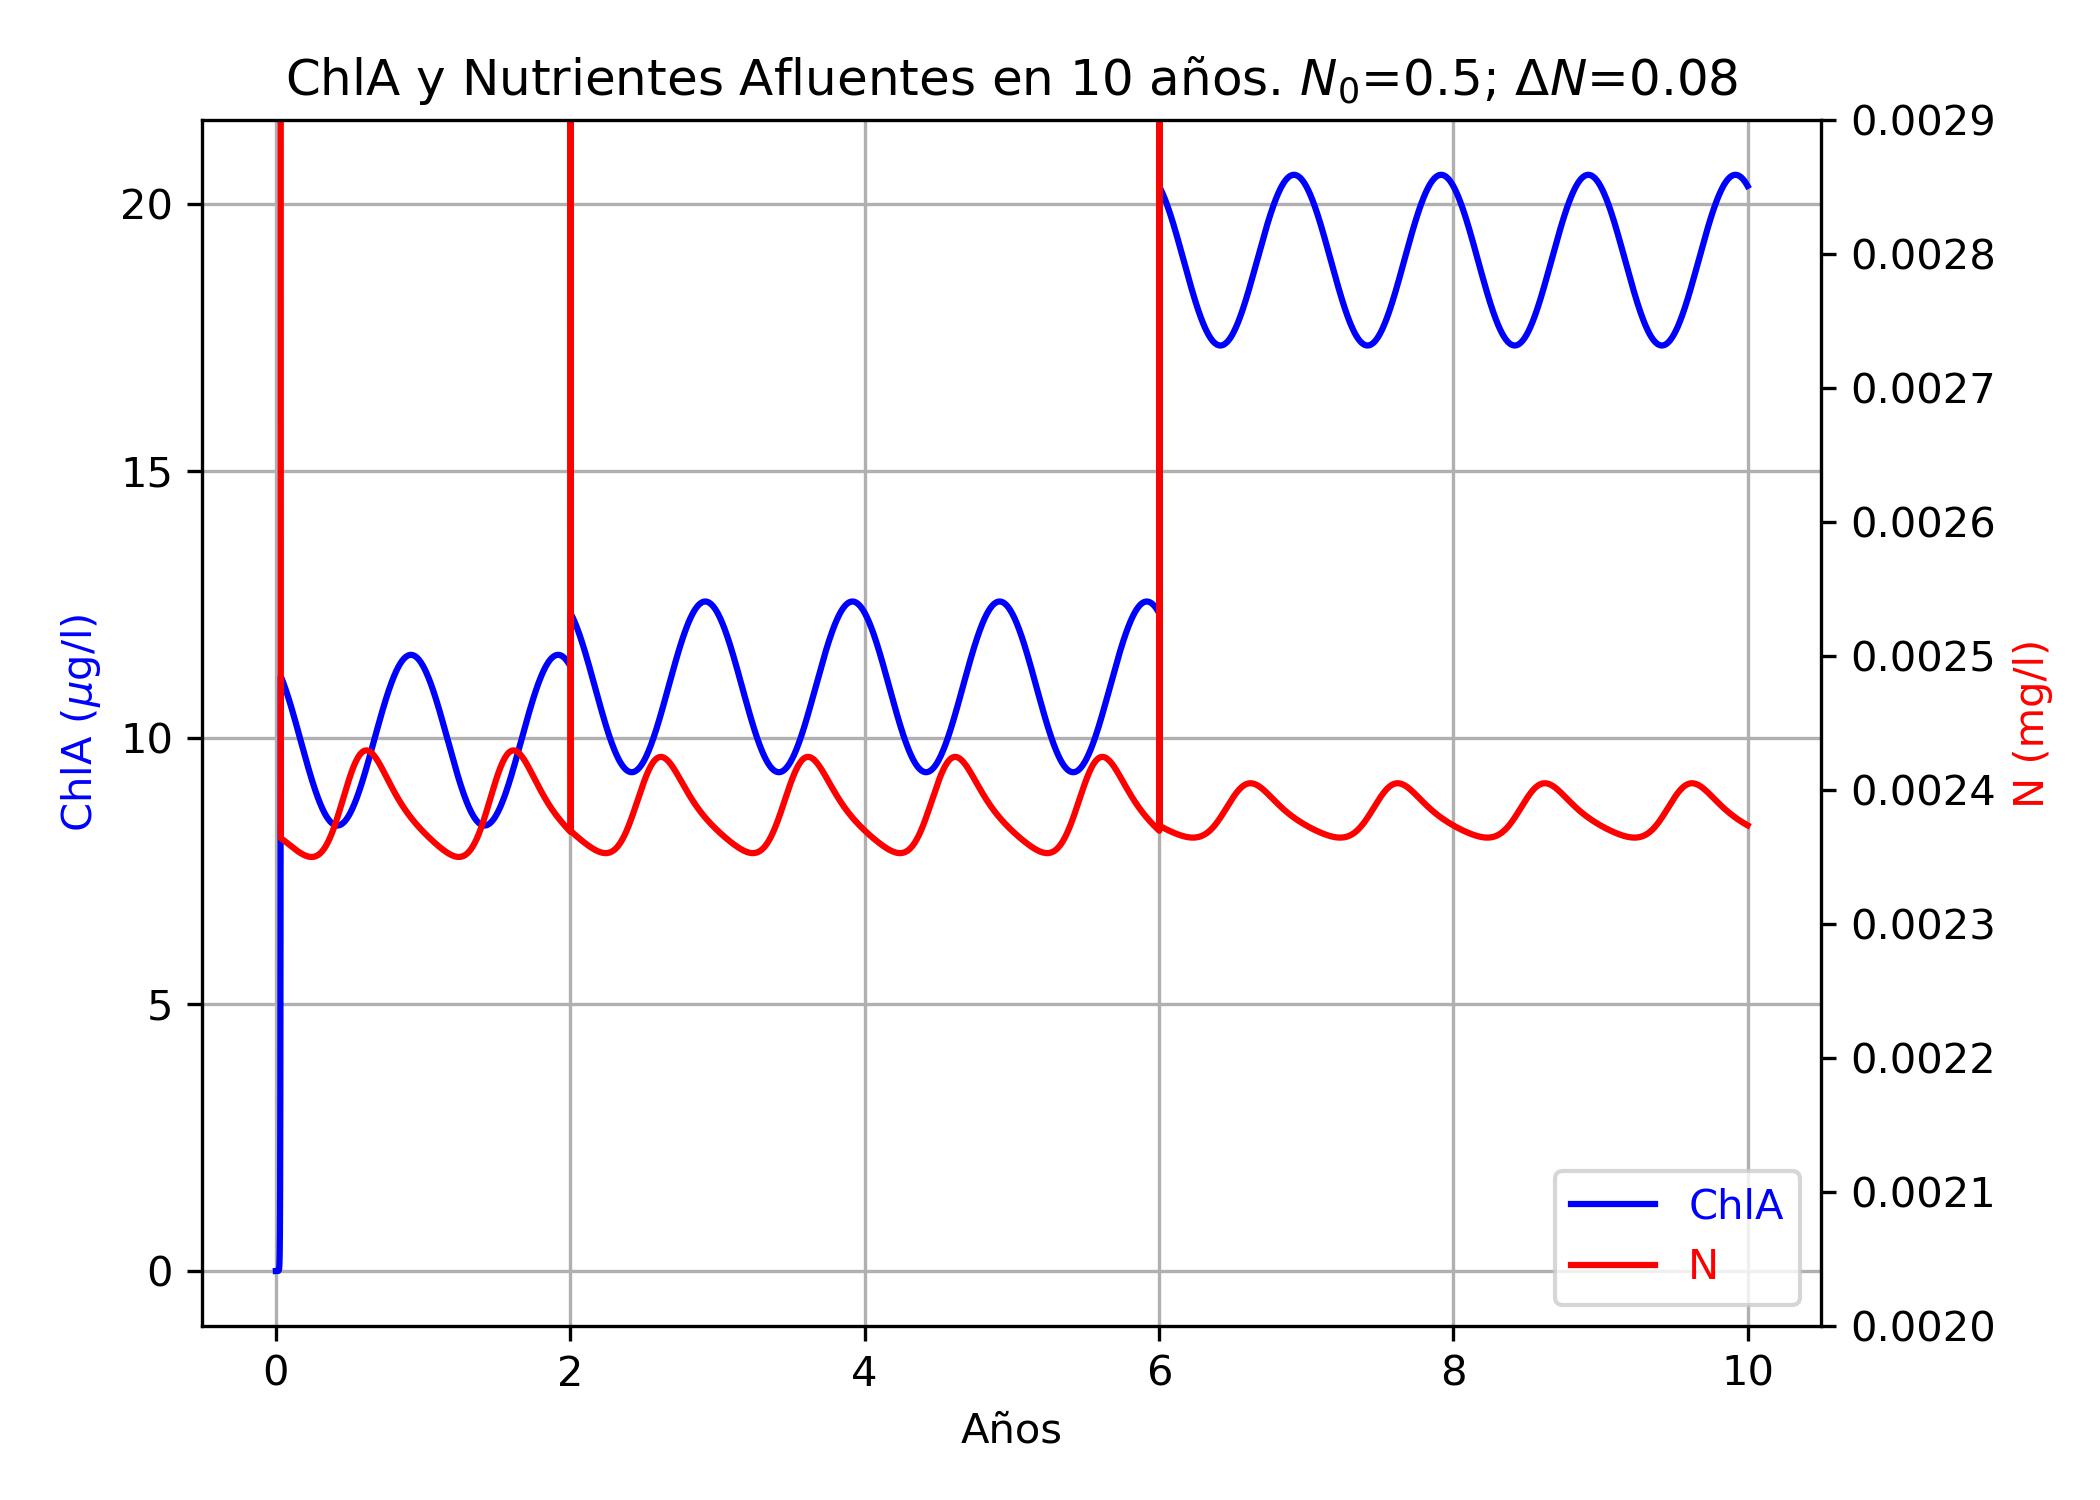 ChlA y Nutrientes Afluentes en 10 años. N₀=0.5; ΔN=0.08
ChlA (μg/l)
20
15
10
5
0
0.0029
0.0028
0.0027
0.0026
0.0025
0.0024
0.0023
0.0022
0.0021
0.0020
N (mg/l)
ChlA
N
0 2 4 6 8 10
Años